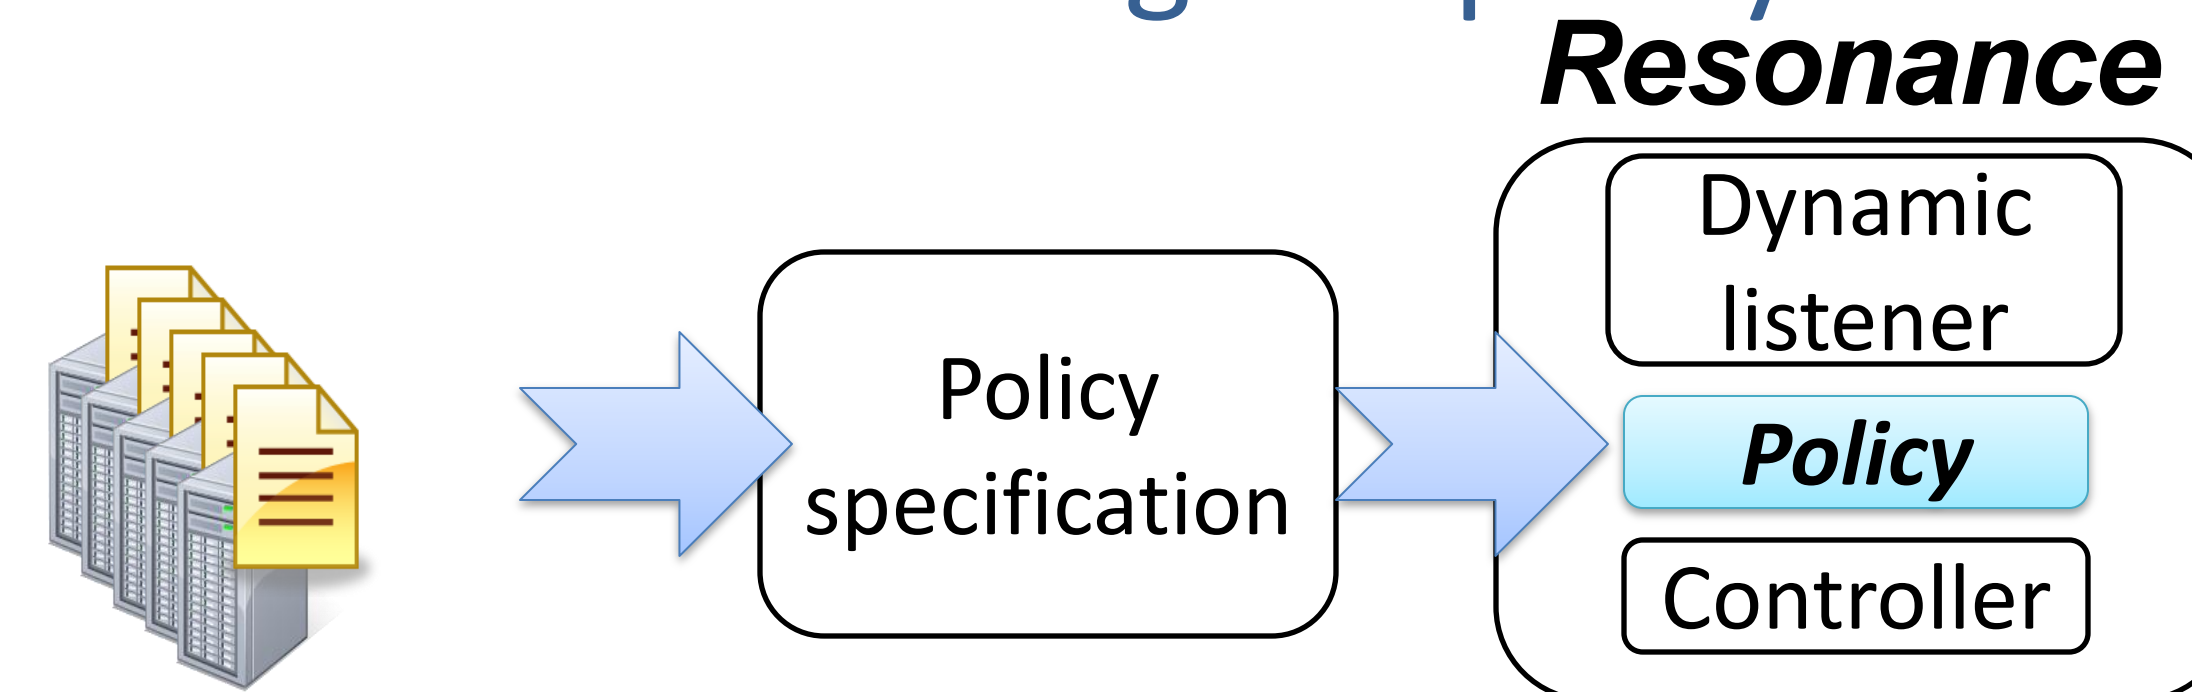 Resonance
Dynamic
listener
Policy
specification
Policy
Controller